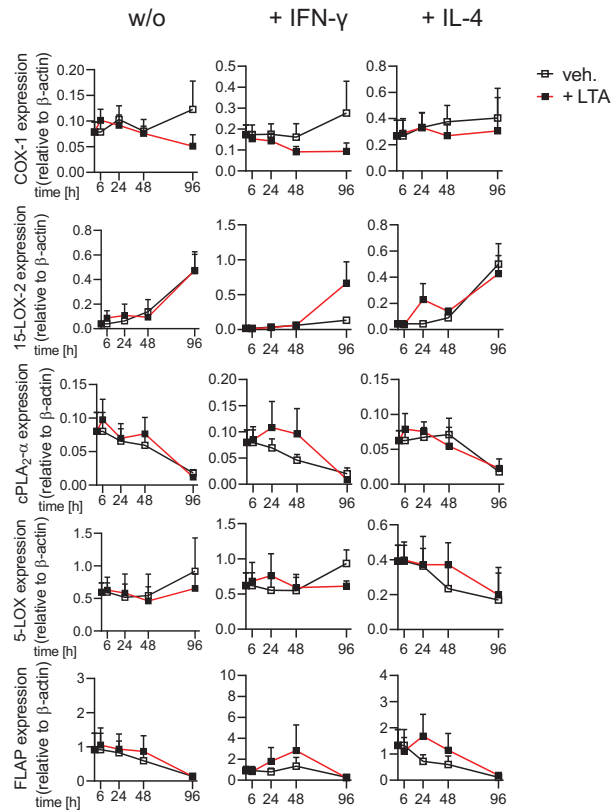 w/o + IFN-γ + IL-4
veh.
+ LTA
COX-1 expression
(relative to β-actin)
0.20 0.15 0.10 0.05 0.00
0.5 0.4 0.3 0.2 0.1 0.0
0.8 0.6 0.4 0.2 0.0
time [h] 6 24 48 96 6 24 48 96 6 24 48 96
15-LOX-2 expression
(relative to β-actin)
0.8 0.6 0.4 0.2 0.0
1.5 1.0 0.5 0.0
0.8 0.6 0.4 0.2 0.0
time [h] 6 24 48 96 6 24 48 96 6 24 48 96
cPLA2-α expression
(relative to β-actin)
0.15 0.10 0.05 0.00
0.20 0.15 0.10 0.05 0.00
0.15 0.10 0.05 0.00
time [h] 6 24 48 96 6 24 48 96 6 24 48 96
5-LOX expression
(relative to β-actin)
1.5 1.0 0.5 0.0
1.5 1.0 0.5 0.0
0.6 0.4 0.2 0.0
time [h] 6 24 48 96 6 24 48 96 6 24 48 96
FLAP expression
(relative to β-actin)
3 2 1 0
10 8 6 4 2 0
4 3 2 1 0
time [h] 6 24 48 96 6 24 48 96 6 24 48 96